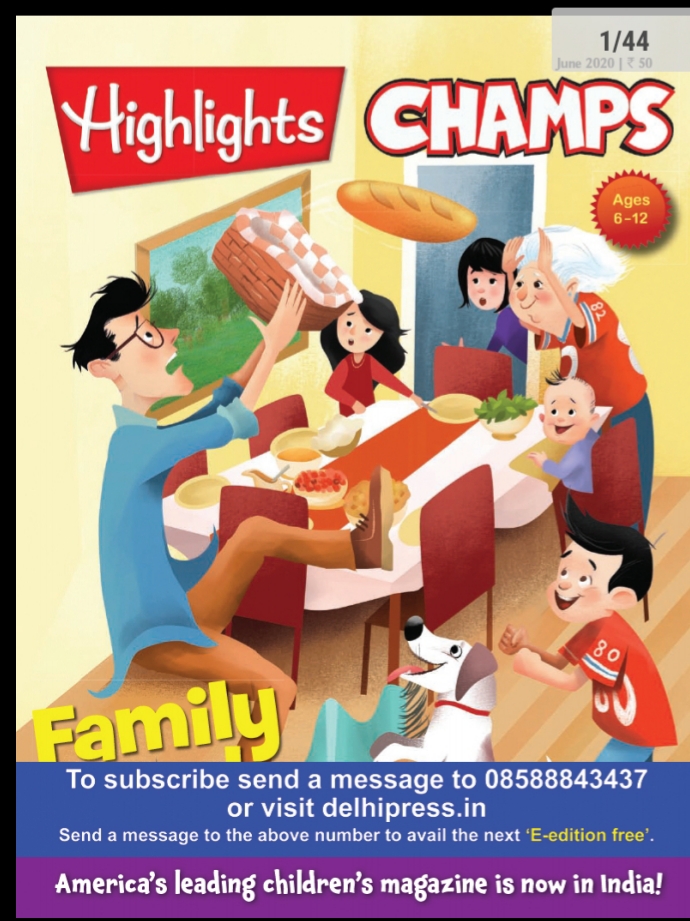 1/44
June 2020 | ₹ 50
Highlights CHAMPS
Ages
6-12
82
80
Family
To subscribe send a message to 08588843437
or visit delhipress.in
Send a message to the above number to avail the next 'E-edition free'.
America's leading children's magazine is now in India!